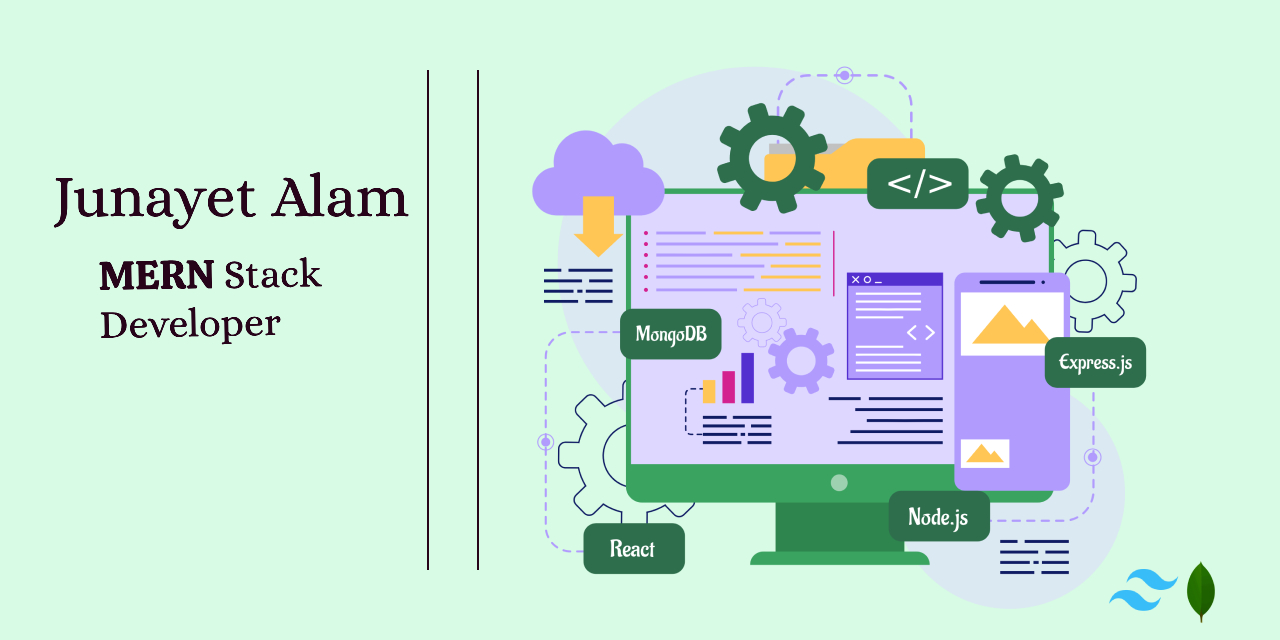 Junayet Alam
MERN Stack
Developer
</>
MongoDB
< >
Express.js
Node.js
React